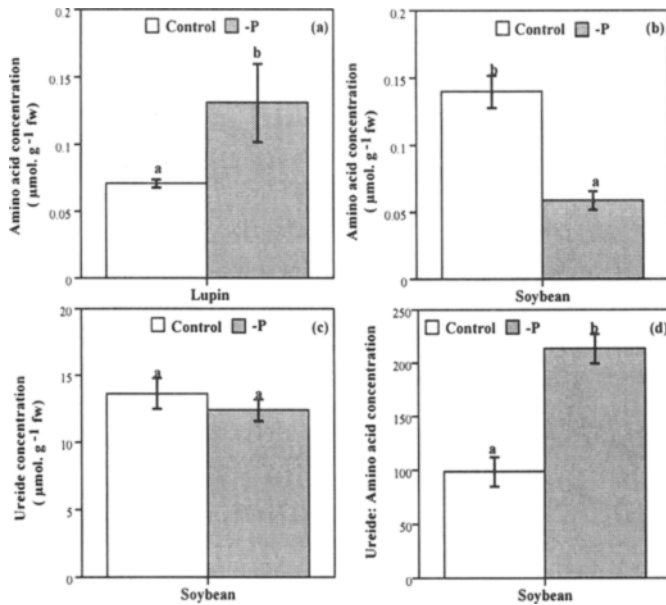 Control -P (a)
Amino acid concentration
( µmol. g-1 fw)
0.2
0.15
0.1
0.05
0
a
b
Lupin
Control -P (b)
Amino acid concentration
( µmol. g-1 fw)
0.2
0.15
0.1
0.05
0
b
a
Soybean
Control -P (c)
Ureide concentration
( µmol. g-1 fw)
20
15
10
5
0
a
a
Soybean
Control -P (d)
Ureide: Amino acid concentration
250
200
150
100
50
0
a
b
Soybean